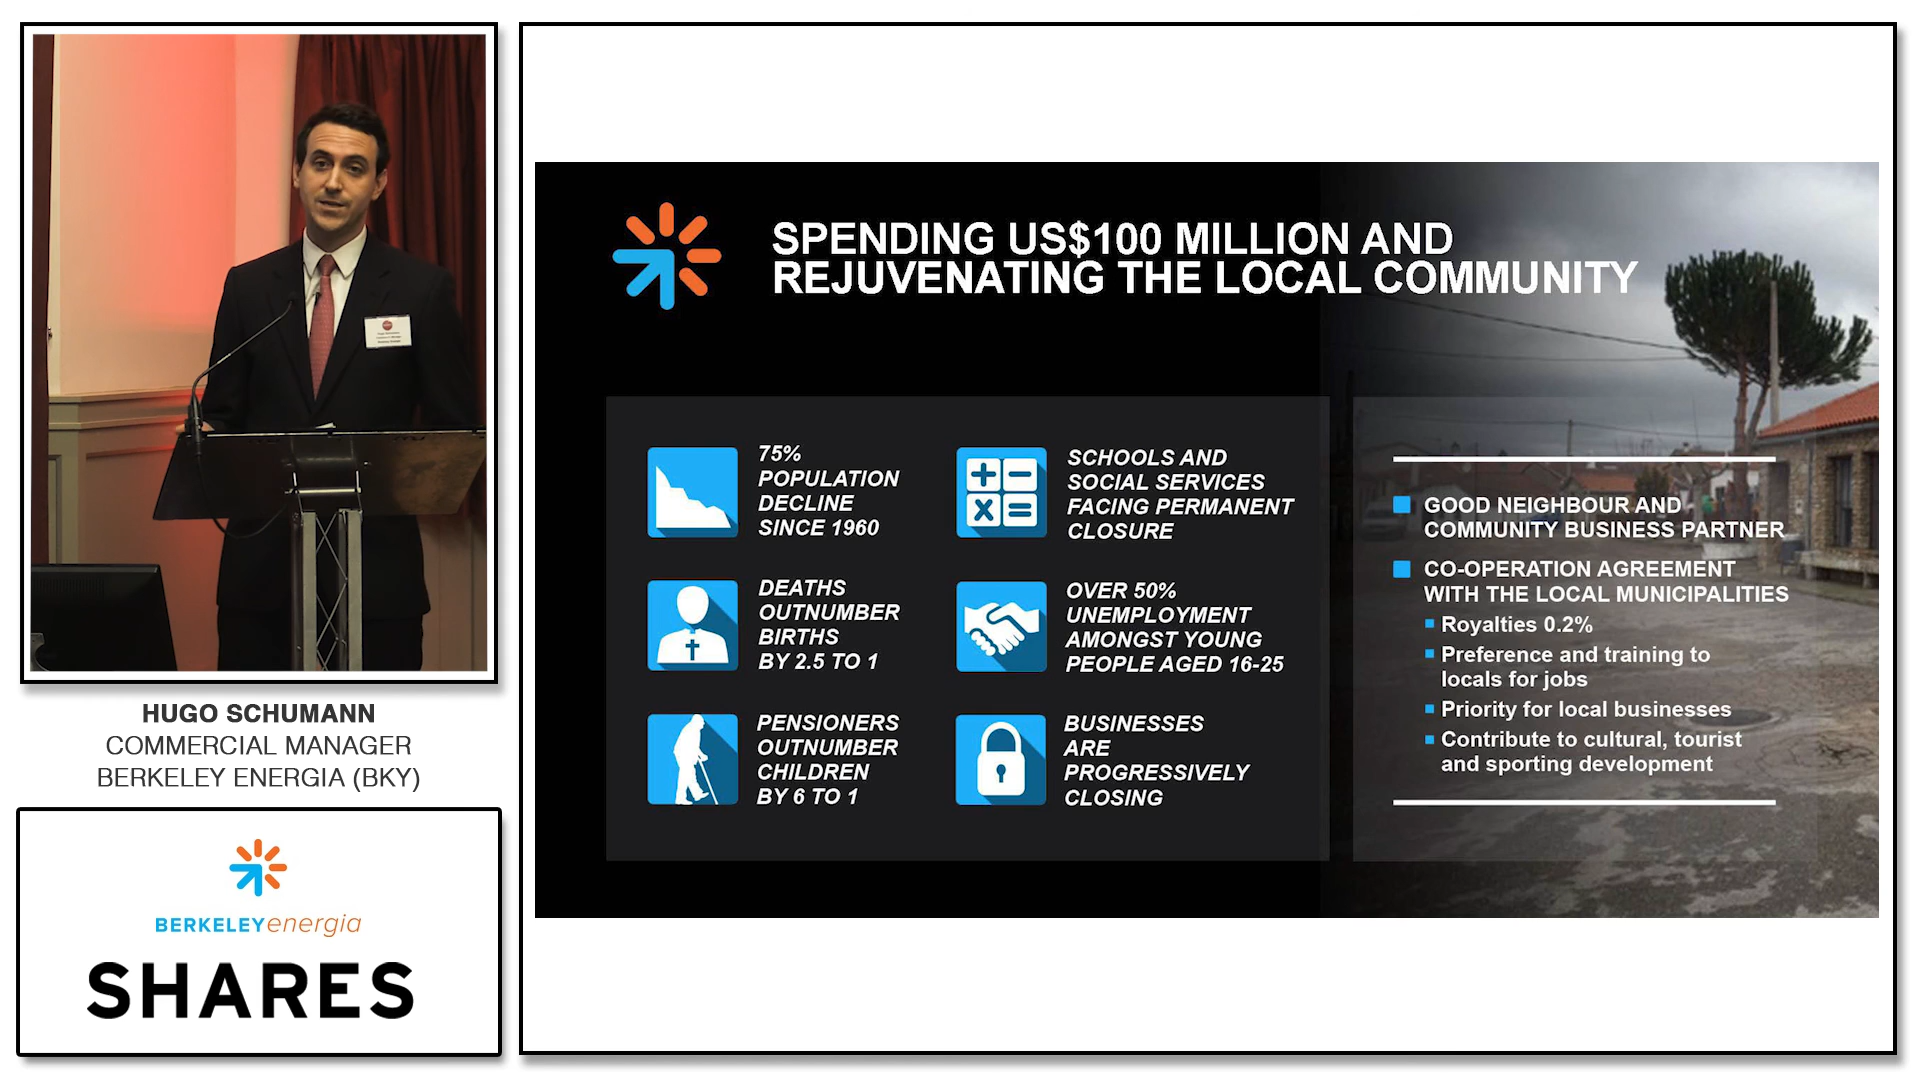 HUGO SCHUMANN
COMMERCIAL MANAGER
BERKELEY ENERGIA (BKY)
BERKELEYenergia
SHARES
SPENDING US$100 MILLION AND
REJUVENATING THE LOCAL COMMUNITY
75%
POPULATION
DECLINE
SINCE 1960
DEATHS
OUTNUMBER
BIRTHS
BY 2.5 TO 1
PENSIONERS
OUTNUMBER
CHILDREN
BY 6 TO 1
SCHOOLS AND
SOCIAL SERVICES
FACING PERMANENT
CLOSURE
OVER 50%
UNEMPLOYMENT
AMONGST YOUNG
PEOPLE AGED 16-25
BUSINESSES
ARE
PROGRESSIVELY
CLOSING
GOOD NEIGHBOUR AND
COMMUNITY BUSINESS PARTNER
CO-OPERATION AGREEMENT
WITH THE LOCAL MUNICIPALITIES
Royalties 0.2%
Preference and training to
locals for jobs
Priority for local businesses
Contribute to cultural, tourist
and sporting development